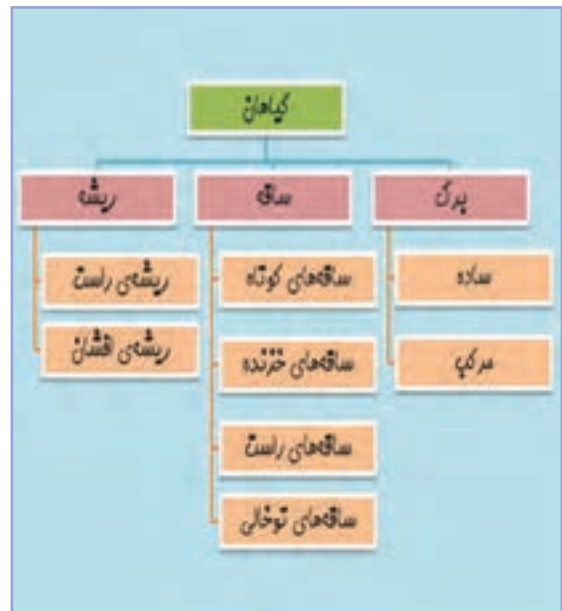 گیاهان
برگ
ساقه
ریشه
ساده
مرکب
ساقه‌های کوتاه
ساقه‌های خزنده
ساقه‌های راست
ساقه‌های توخالی
ریشه‌ی راست
ریشه‌ی افشان